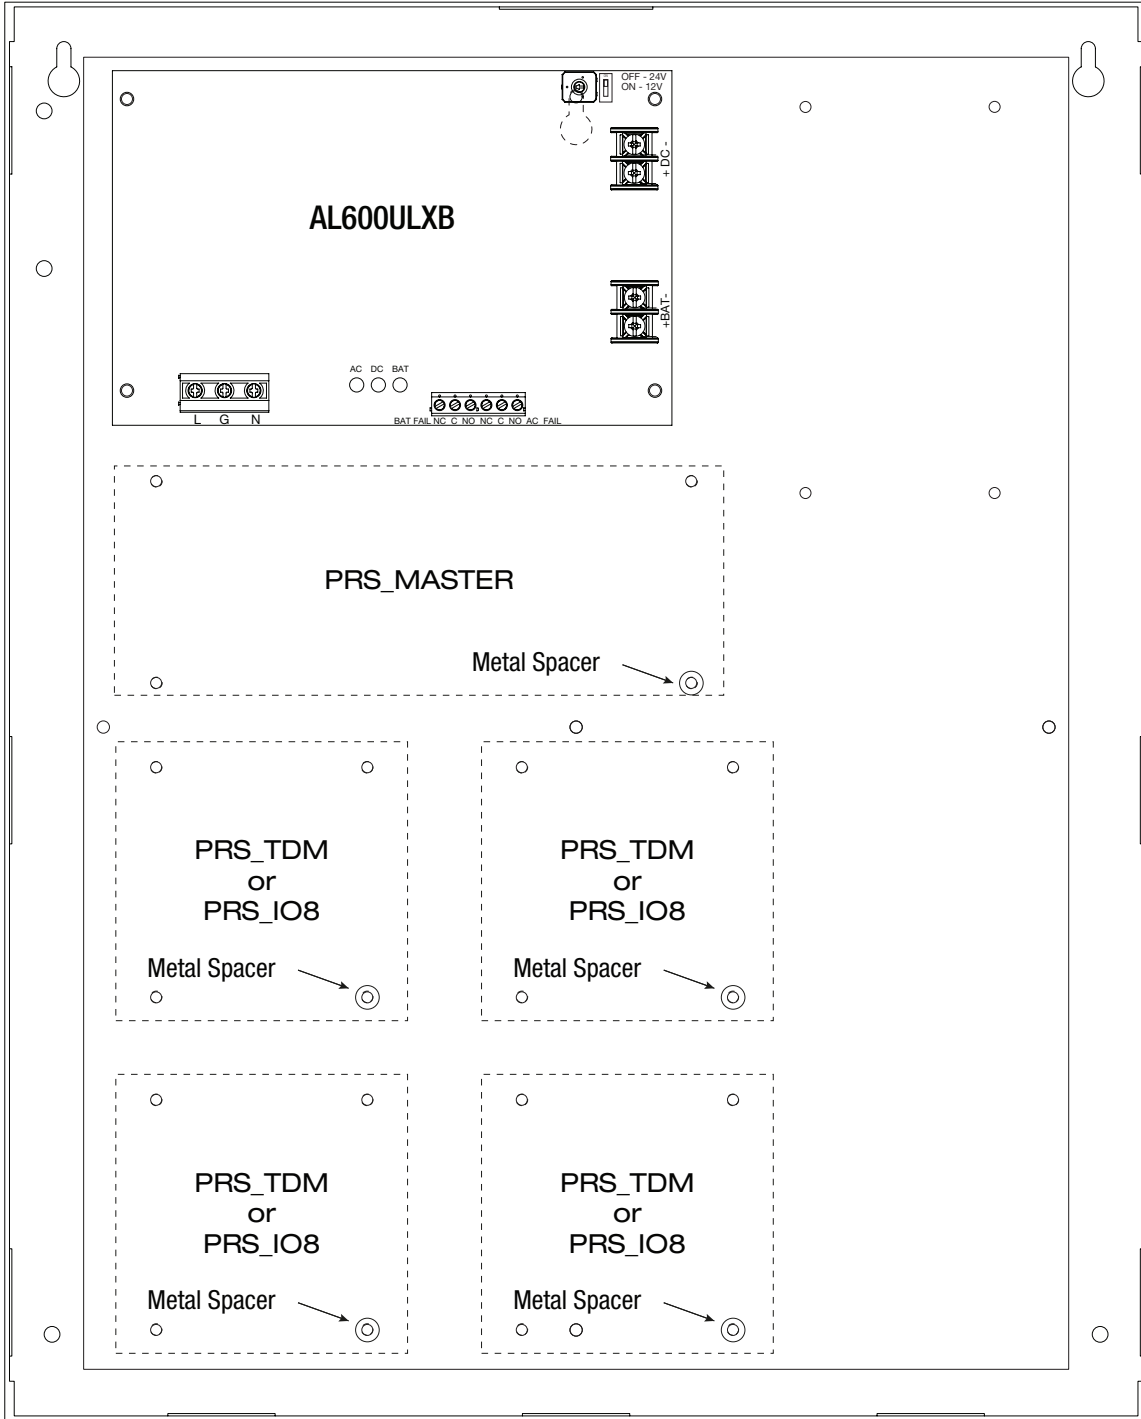 OFF - 24V
ON - 12V
+ DC -
AL600ULXB
+BAT-
AC DC BAT
L G N
BAT FAIL NC C NO NC C NO AC FAIL
PRS_MASTER
Metal Spacer
PRS_TDM
or
PRS_IO8
Metal Spacer
PRS_TDM
or
PRS_IO8
Metal Spacer
PRS_TDM
or
PRS_IO8
Metal Spacer
PRS_TDM
or
PRS_IO8
Metal Spacer